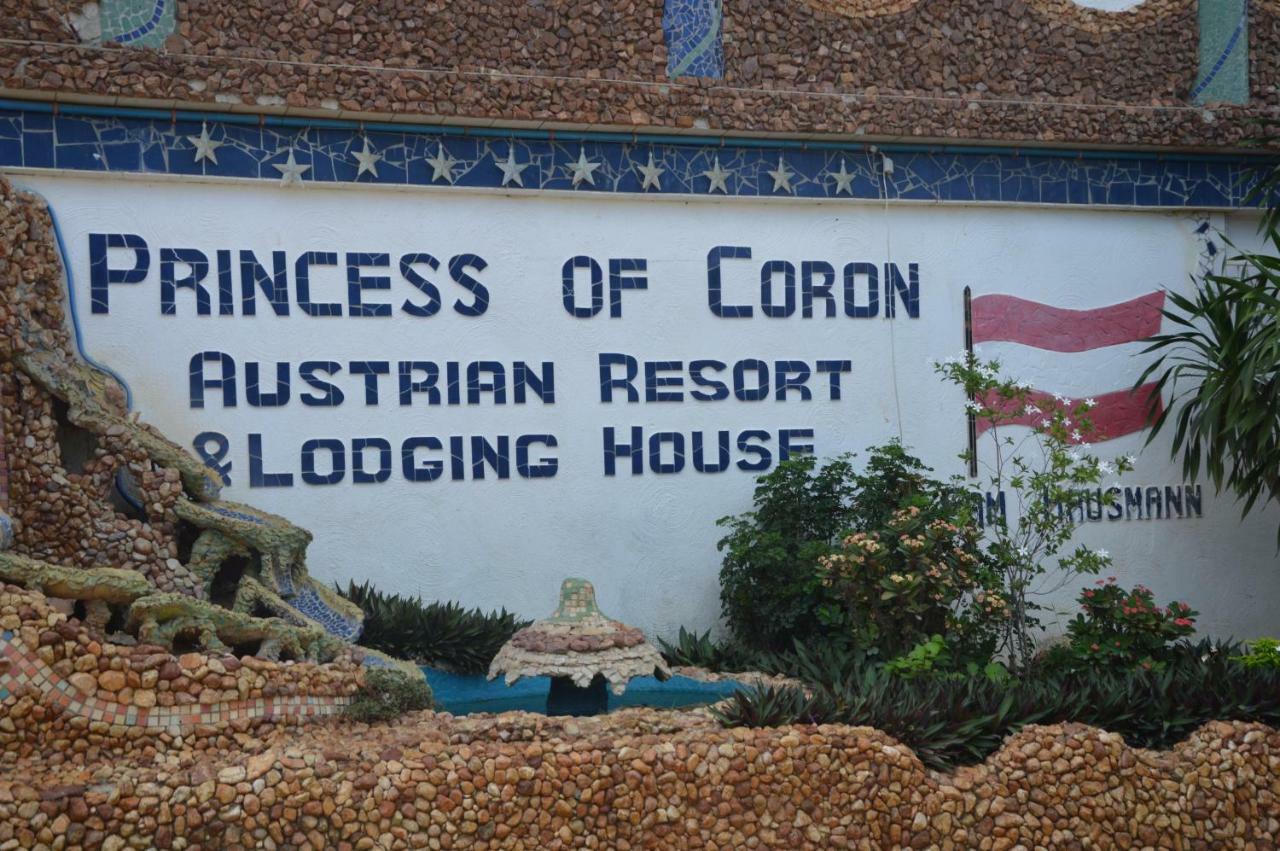 PRINCESS OF CORON
AUSTRIAN RESORT
& LODGING HOUSE
HAUSMANN